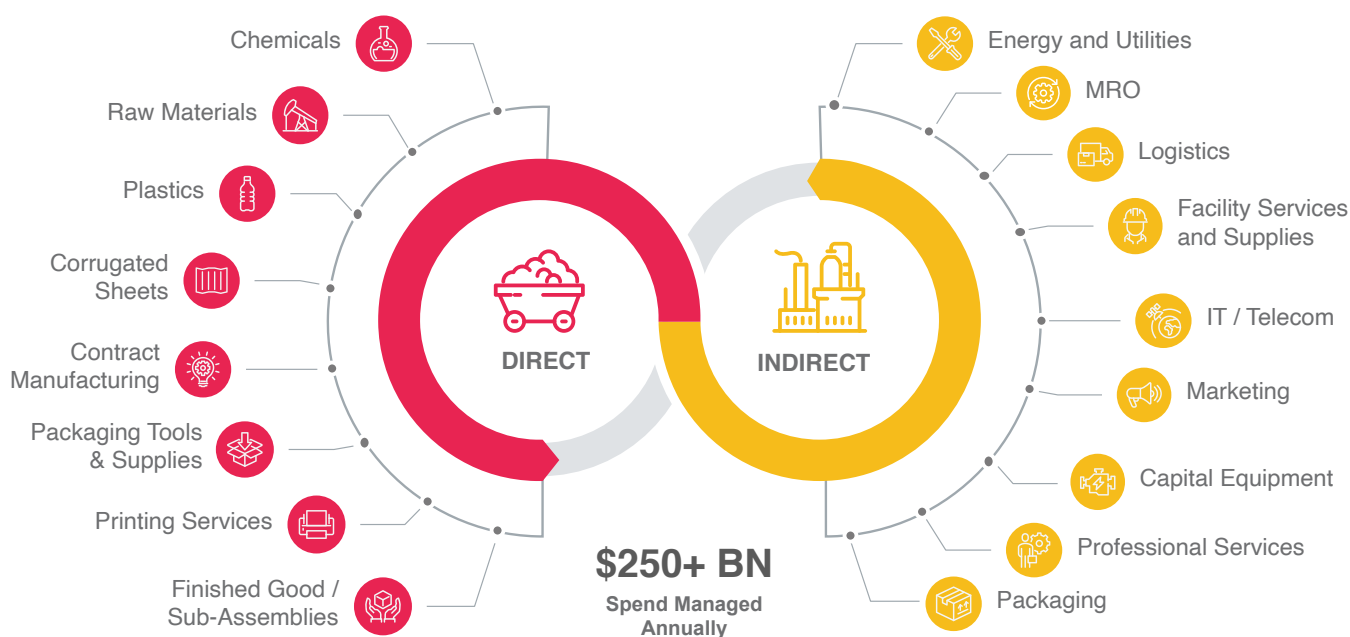 Chemicals
Raw Materials
Plastics
Corrugated
Sheets
Contract
Manufacturing
Packaging Tools
& Supplies
Printing Services
Finished Good /
Sub-Assemblies
DIRECT
INDIRECT
$250+ BN
Spend Managed
Annually
Energy and Utilities
MRO
Logistics
Facility Services
and Supplies
IT / Telecom
Marketing
Capital Equipment
Professional Services
Packaging